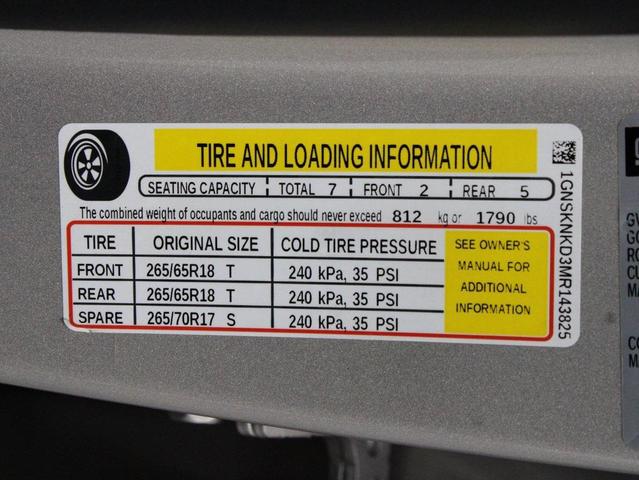 TIRE AND LOADING INFORMATION
SEATING CAPACITY TOTAL 7 FRONT 2 REAR 5
The combined weight of occupants and cargo should never exceed 812 kg or 1790 lbs
TIRE ORIGINAL SIZE COLD TIRE PRESSURE
FRONT 265/65R18 T 240 kPa, 35 PSI
REAR 265/65R18 T 240 kPa, 35 PSI
SPARE 265/70R17 S 240 kPa, 35 PSI
SEE OWNER'S
MANUAL FOR
ADDITIONAL
INFORMATION
1GNSKNKD3MR143825